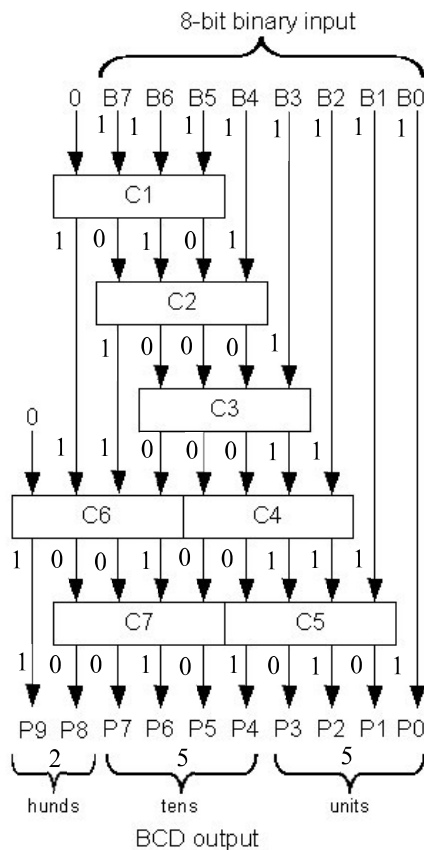 8-bit binary input
0 B7 B6 B5 B4 B3 B2 B1 B0
1 1 1 1 1 1 1 1
C1
1 0 1 0 1
C2
1 0 0 0 1
C3
0
1 1 0 0 0 1 1
C6 C4
1 0 0 1 0 0 1 1 1
C7 C5
1 0 0 1 0 1 0 1 0 1
P9 P8 P7 P6 P5 P4 P3 P2 P1 P0
2 5 5
hunds tens units
BCD output